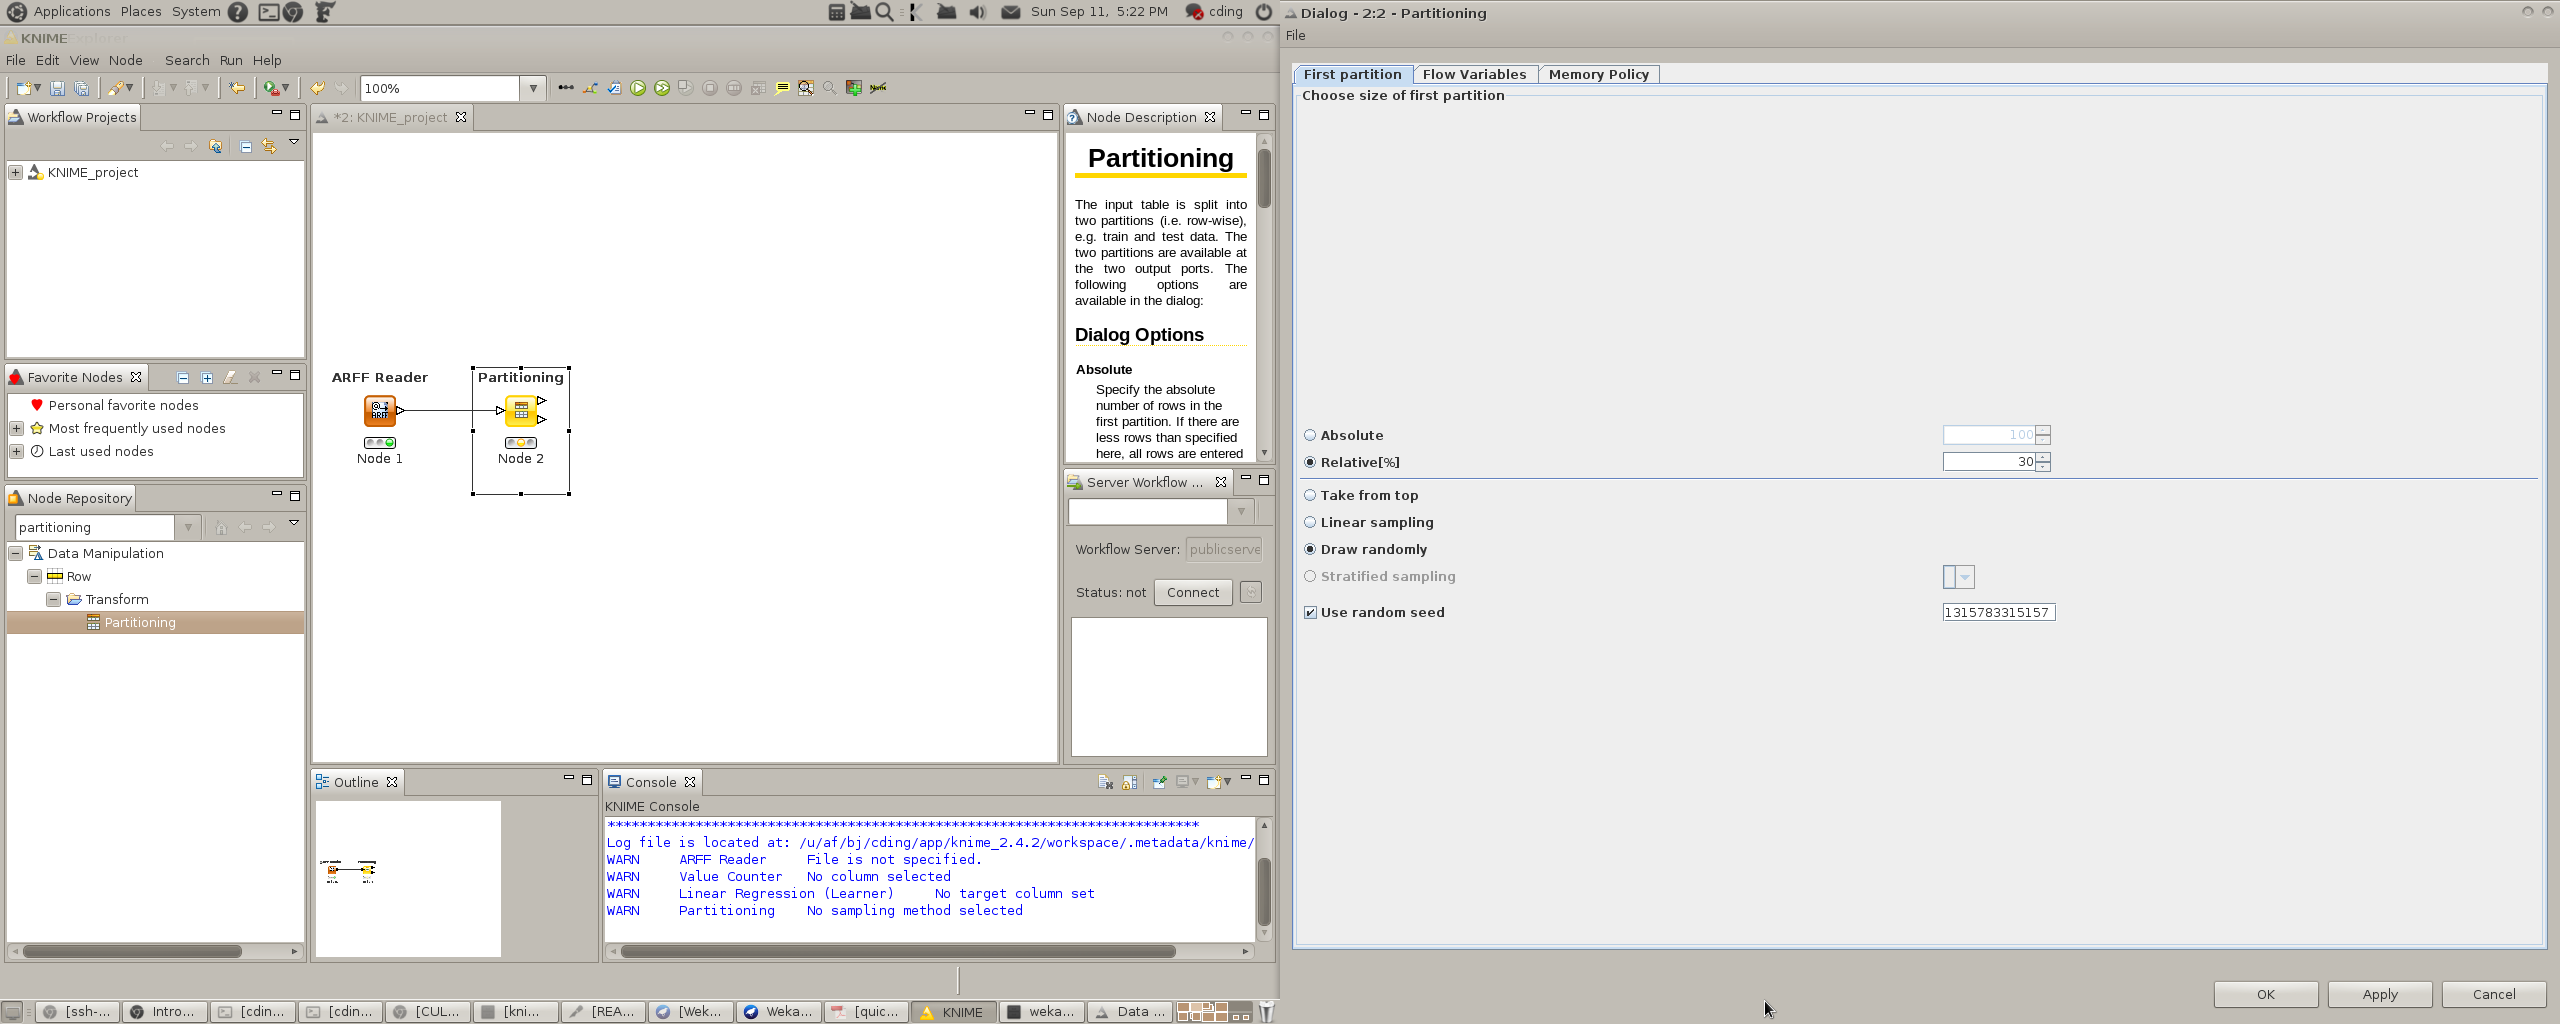 Applications Places System
Sun Sep 11, 5:22 PM cding
KNIME
File Edit View Node Search Run Help
100%
Workflow Projects
KNIME_project
Favorite Nodes
Personal favorite nodes
Most frequently used nodes
Last used nodes
Node Repository
partitioning
Data Manipulation
Row
Transform
Partitioning
*2: KNIME_project
ARFF Reader
Node 1
Partitioning
Node 2
Node Description
Partitioning
The input table is split into
two partitions (i.e. row-wise),
e.g. train and test data. The
two partitions are available at
the two output ports. The
following options are
available in the dialog:
Dialog Options
Absolute
Specify the absolute
number of rows in the
first partition. If there are
less rows than specified
here, all rows are entered
Server Workflow ...
Workflow Server: publicserve
Status: not Connect
Outline
Console
KNIME Console
**************************************************************************
Log file is located at: /u/af/bj/cding/app/knime_2.4.2/workspace/.metadata/knime/
WARN ARFF Reader File is not specified.
WARN Value Counter No column selected
WARN Linear Regression (Learner) No target column set
WARN Partitioning No sampling method selected
[ssh-... Intro... [cdin... [cdin... [CUL... [kni... [REA... [Wek... Weka... [quic... KNIME weka... Data ...
Dialog - 2:2 - Partitioning
File
First partition Flow Variables Memory Policy
Choose size of first partition
Absolute 100
Relative[%] 30
Take from top
Linear sampling
Draw randomly
Stratified sampling
Use random seed 1315783315157
OK Apply Cancel